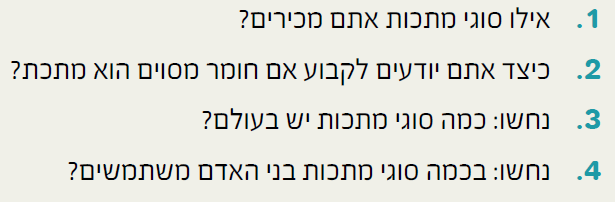 1. אילו סוגי מתכות אתם מכירים?
2. כיצד אתם יודעים לקבוע אם חומר מסוים הוא מתכת?
3. נחשו: כמה סוגי מתכות יש בעולם?
4. נחשו: בכמה סוגי מתכות בני האדם משתמשים?